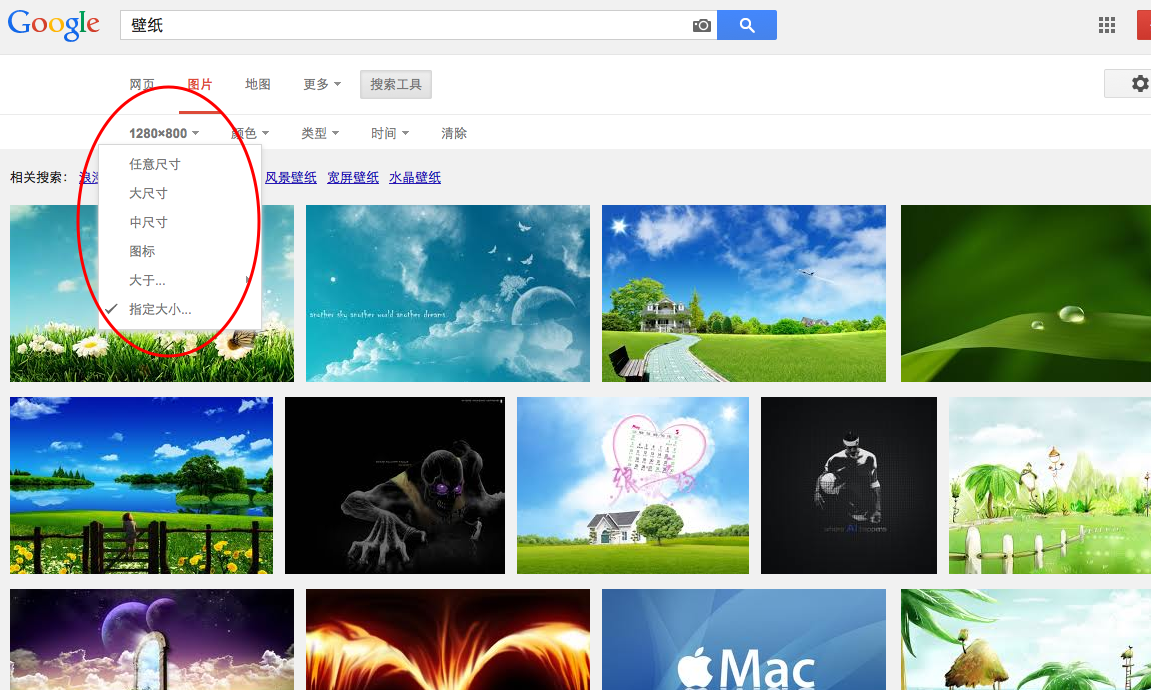 Google 壁纸
网页 图片 地图 更多 搜索工具
1280×800 颜色 类型 时间 清除
任意尺寸
大尺寸
中尺寸
图标
大于...
指定大小...
相关搜索: 风景壁纸 宽屏壁纸 水晶壁纸
another sky another world another dreams
Mac